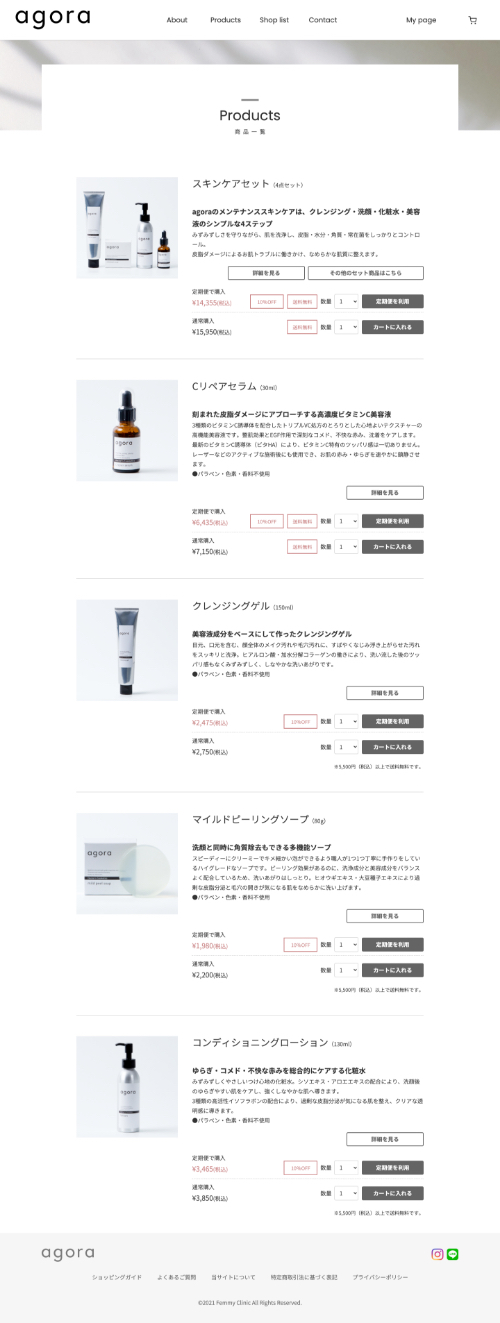 agora
About
Products
Shop list
Contact
My page
Products
商品一覧
スキンケアセット（4点セット）
agoraのメンテナンススキンケアは、クレンジング・洗顔・化粧水・美容
液のシンプルな4ステップ
みずみずしさを守りながら、肌を洗浄し、皮脂・水分・角質・常在菌をしっかりとコントロ
ール。
皮脂ダメージによるお肌トラブルに働きかけ、なめらかな肌質に整えます。
詳細を見る
その他のセット商品はこちら
定期便で購入
¥14,355(税込)
10%OFF
送料無料
数量
1
定期便を利用
通常購入
¥15,950(税込)
送料無料
数量
1
カートに入れる
agora
Cリペアセラム（30ml）
刻まれた皮脂ダメージにアプローチする高濃度ビタミンC美容液
3種類のビタミンC誘導体を配合したトリプルVC処方のとろりとした心地よいテクスチャーの
高機能美容液です。整肌効果とEGF作用で深刻なコメド、不快な赤み、注意をケアします。
最新のビタミンC誘導体（ビタHA）により、ビタミンC特有のツッパリ感は一切ありません。
レーザーなどのアクティブな施術後にも使用でき、お肌の赤み・ゆらぎを速やかに鎮静させ
ます。
●パラベン・色素・香料不使用
詳細を見る
定期便で購入
¥6,435(税込)
10%OFF
送料無料
数量
1
定期便を利用
通常購入
¥7,150(税込)
送料無料
数量
1
カートに入れる
クレンジングゲル（150ml）
美容液成分をベースにして作ったクレンジングゲル
目元、口元を含む、顔全体のメイク汚れや毛穴汚れに、すばやくなじみ浮き上がらせた汚れ
をスッキリと洗浄。ヒアルロン酸・加水分解コラーゲンの働きにより、洗い流した後のツッ
パリ感もなくみずみずしく、しなやかな洗いあがりです。
●パラベン・色素・香料不使用
詳細を見る
定期便で購入
¥2,475(税込)
10%OFF
数量
1
定期便を利用
通常購入
¥2,750(税込)
数量
1
カートに入れる
※5,500円（税込）以上で送料無料です。
agora
マイルドピーリングソープ（80g）
洗顔と同時に角質除去もできる多機能ソープ
スピーディーにクリーミーでキメ細かい泡ができるよう職人が1つ1つ丁寧に手作りをしてい
るハイグレードなソープです。ピーリング効果があるのに、洗浄成分と美容成分をバランス
よく配合しているため、洗いあがりはしっとり。ヒオウギエキス・大豆種子エキスにより過
剰な皮脂分泌と毛穴の開きが気になる肌をなめらかに洗い上げます。
●パラベン・色素・香料不使用
詳細を見る
定期便で購入
¥1,980(税込)
10%OFF
数量
1
定期便を利用
通常購入
¥2,200(税込)
数量
1
カートに入れる
※5,500円（税込）以上で送料無料です。
コンディショニングローション（130ml）
ゆらぎ・コメド・不快な赤みを総合的にケアする化粧水
みずみずしくやさしいつけ心地の化粧水。シソエキス・アロエエキスの配合により、洗顔後
のゆらぎやすい肌をケアし、強くしなやかな肌へ導きます。
3種類の高活性イソフラボンの配合により、過剰な皮脂分泌が気になる肌を整え、クリアな透
明感に導きます。
●パラベン・色素・香料不使用
詳細を見る
定期便で購入
¥3,465(税込)
10%OFF
数量
1
定期便を利用
通常購入
¥3,850(税込)
数量
1
カートに入れる
※5,500円（税込）以上で送料無料です。
agora
ショッピングガイド
よくあるご質問
当サイトについて
特定商取引法に基づく表記
プライバシーポリシー
©2021 Femmy Clinic All Rights Reserved.